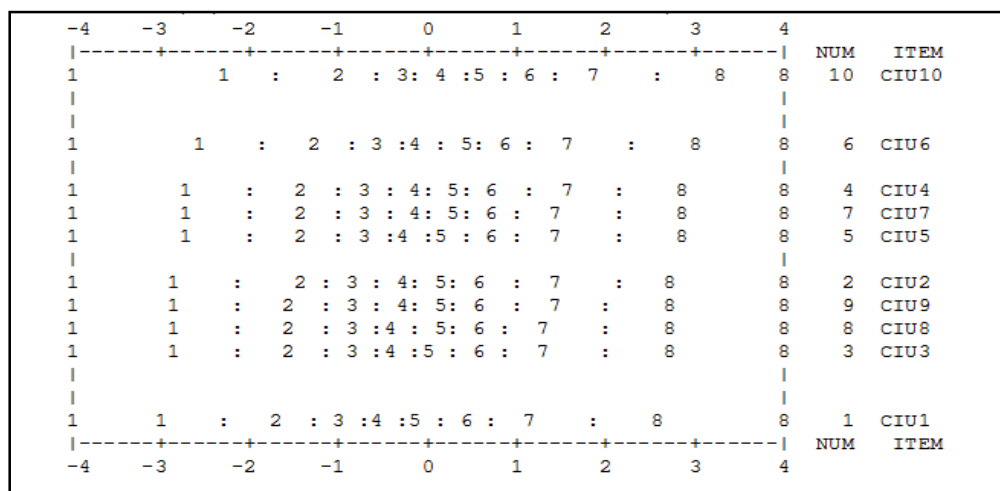 -4 -3 -2 -1 0 1 2 3 4
|------+------+------+------+------+------+------+------| NUM ITEM
1 1 : 2 : 3: 4 :5 : 6 : 7 : 8 8 10 CIU10
|  |
|  |
1 1 : 2 : 3 :4 : 5: 6 : 7 : 8 8 6 CIU6
|  |
1 1 : 2 : 3 : 4: 5: 6 : 7 : 8 8 4 CIU4
1 1 : 2 : 3 : 4: 5: 6 : 7 : 8 8 7 CIU7
1 1 : 2 : 3 :4 :5 : 6 : 7 : 8 8 5 CIU5
|  |
1 1 : 2 : 3 : 4: 5: 6 : 7 : 8 8 2 CIU2
1 1 : 2 : 3 : 4: 5: 6 : 7 : 8 8 9 CIU9
1 1 : 2 : 3 :4 : 5: 6 : 7 : 8 8 8 CIU8
1 1 : 2 : 3 :4 :5 : 6 : 7 : 8 8 3 CIU3
|  |
|  |
1 1 : 2 : 3 :4 :5 : 6 : 7 : 8 8 1 CIU1
|------+------+------+------+------+------+------+------| NUM ITEM
-4 -3 -2 -1 0 1 2 3 4